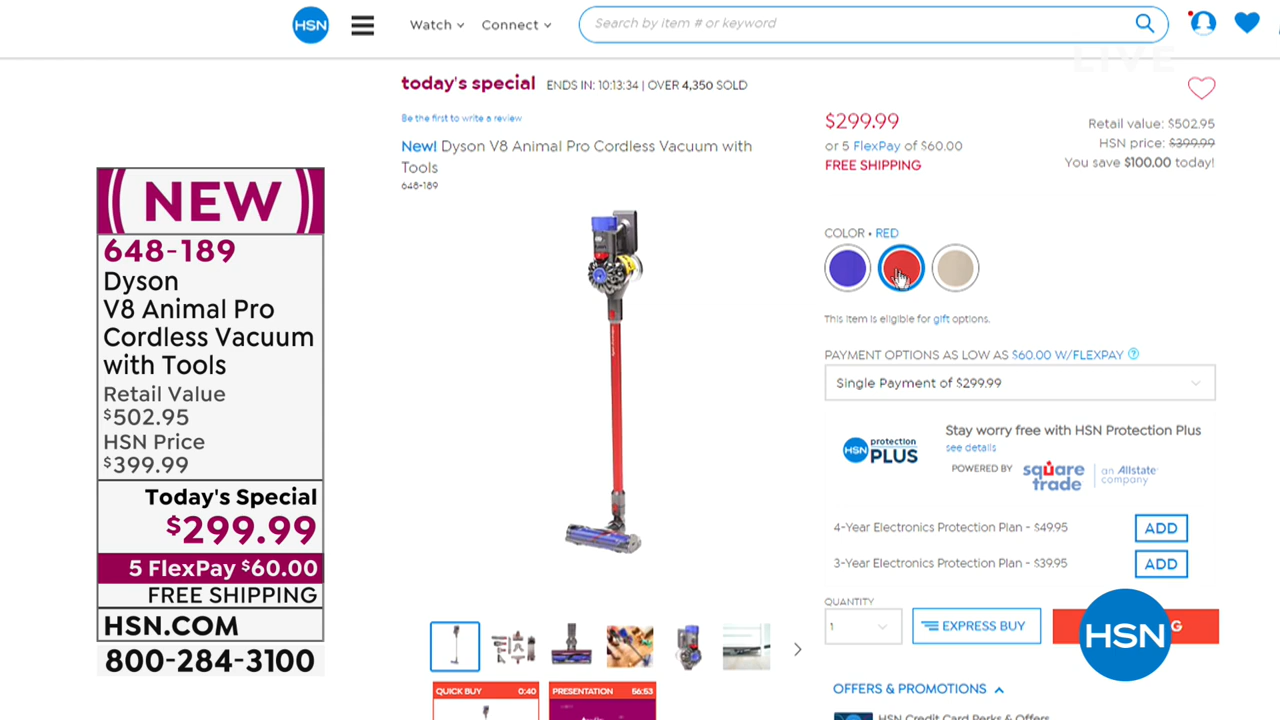 HSN
Watch
Connect
Search by item # or keyword
LIVE
today's special ENDS IN: 10:13:34 | OVER 4,350 SOLD
Be the first to write a review
New! Dyson V8 Animal Pro Cordless Vacuum with
Tools
648-189
$299.99
or 5 FlexPay of $60.00
FREE SHIPPING
Retail value: $502.95
HSN price: $399.99
You save $100.00 today!
COLOR • RED
This item is eligible for gift options.
PAYMENT OPTIONS AS LOW AS $60.00 W/FLEXPAY ?
Single Payment of $299.99
HSN protection PLUS
Stay worry free with HSN Protection Plus
see details
POWERED BY square trade | an Allstate company
4-Year Electronics Protection Plan - $49.95 ADD
3-Year Electronics Protection Plan - $39.95 ADD
QUANTITY
1
EXPRESS BUY
G
HSN
OFFERS & PROMOTIONS
HSN Credit Card Perks & Offers
QUICK BUY 0:40
PRESENTATION 56:53
NEW
648-189
Dyson
V8 Animal Pro
Cordless Vacuum
with Tools
Retail Value
$502.95
HSN Price
$399.99
Today's Special
$299.99
5 FlexPay $60.00
FREE SHIPPING
HSN.COM
800-284-3100